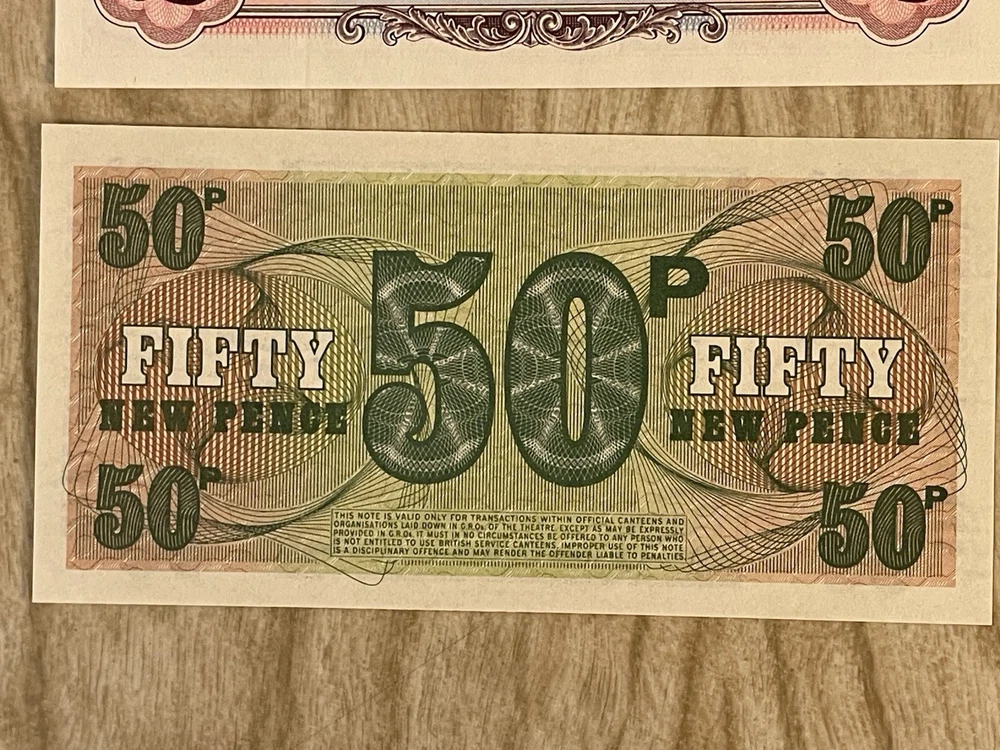 50P
50P
50P
FIFTY
NEW PENCE
FIFTY
NEW PENCE
50P
50P
THIS NOTE IS VALID ONLY FOR TRANSACTIONS WITHIN OFFICIAL CANTEENS AND
ORGANISATIONS LAID DOWN IN G.R.Os. OF THE THEATRE. EXCEPT AS MAY BE EXPRESSLY
PROVIDED IN G.R.Os. IT MUST IN NO CIRCUMSTANCES BE OFFERED TO ANY PERSON WHO
IS NOT ENTITLED TO USE BRITISH SERVICE CANTEENS. IMPROPER USE OF THIS NOTE
IS A DISCIPLINARY OFFENCE AND MAY RENDER THE OFFENDER LIABLE TO PENALTIES.